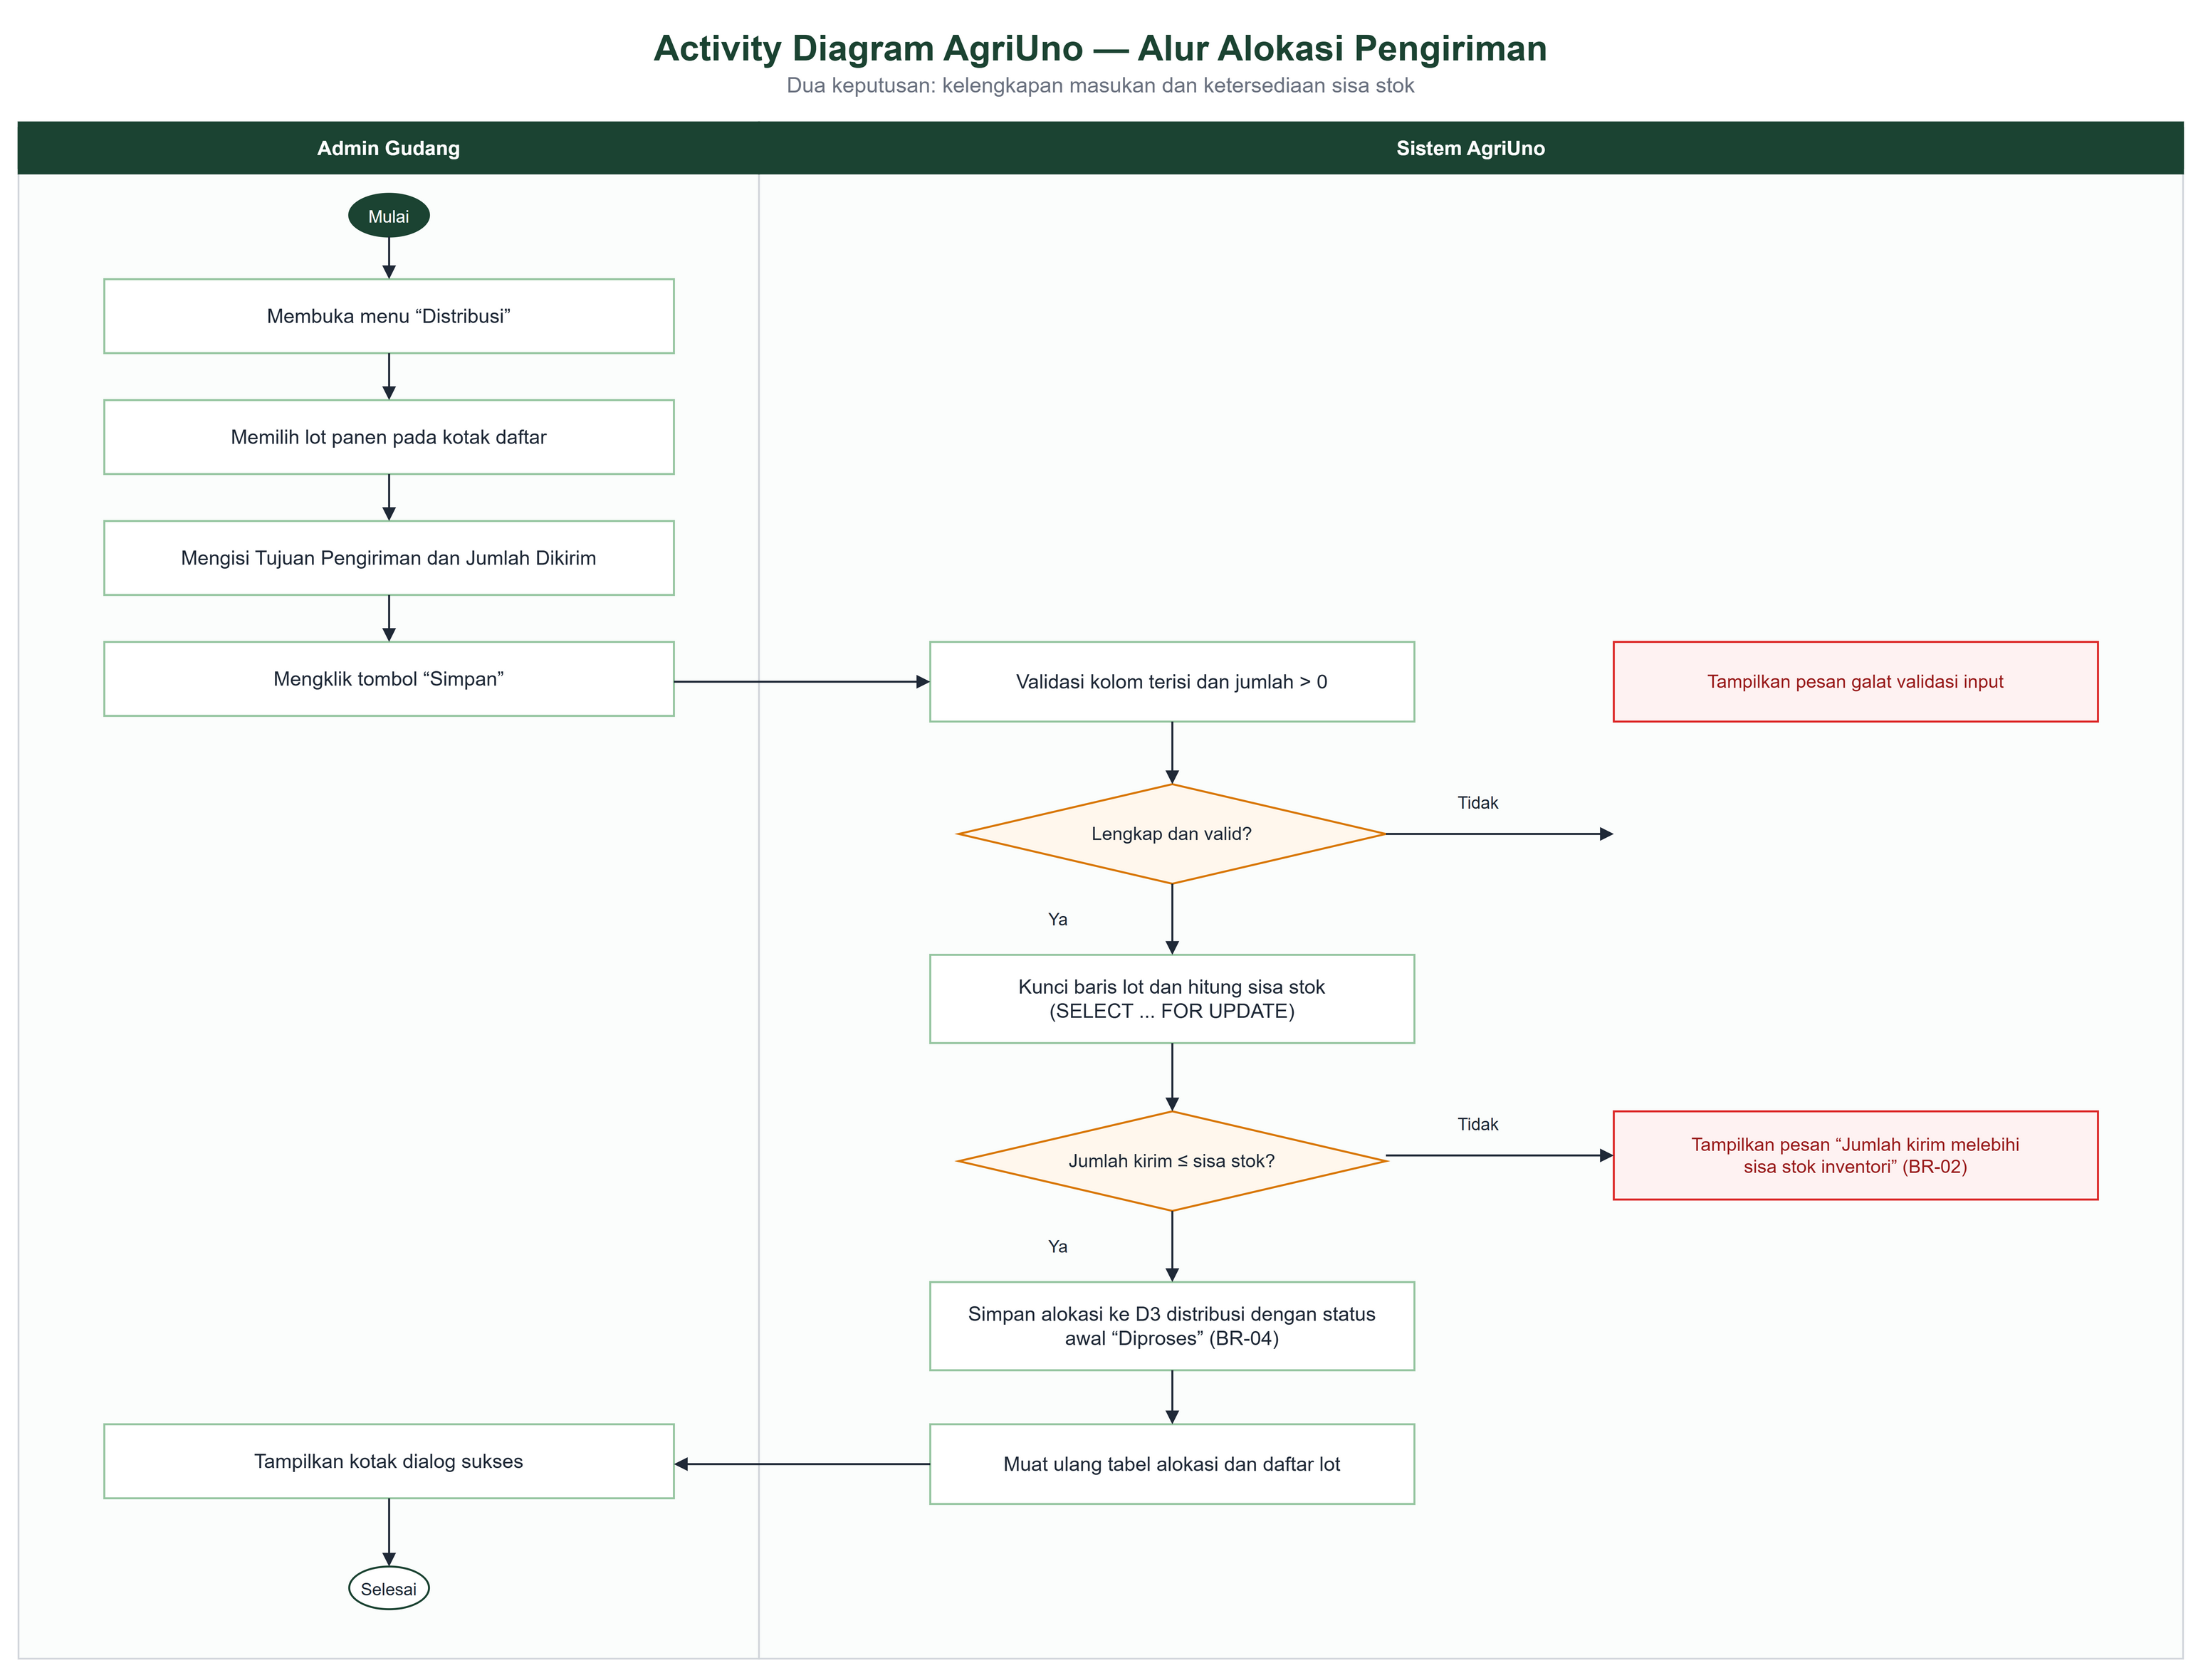 Activity Diagram AgriUno — Alur Alokasi Pengiriman
Dua keputusan: kelengkapan masukan dan ketersediaan sisa stok
Admin Gudang
Sistem AgriUno
Mulai
Membuka menu “Distribusi”
Memilih lot panen pada kotak daftar
Mengisi Tujuan Pengiriman dan Jumlah Dikirim
Mengklik tombol “Simpan”
Validasi kolom terisi dan jumlah > 0
Tampilkan pesan galat validasi input
Lengkap dan valid?
Tidak
Ya
Kunci baris lot dan hitung sisa stok
(SELECT ... FOR UPDATE)
Jumlah kirim ≤ sisa stok?
Tidak
Tampilkan pesan “Jumlah kirim melebihi
sisa stok inventori” (BR-02)
Ya
Simpan alokasi ke D3 distribusi dengan status
awal “Diproses” (BR-04)
Tampilkan kotak dialog sukses
Muat ulang tabel alokasi dan daftar lot
Selesai